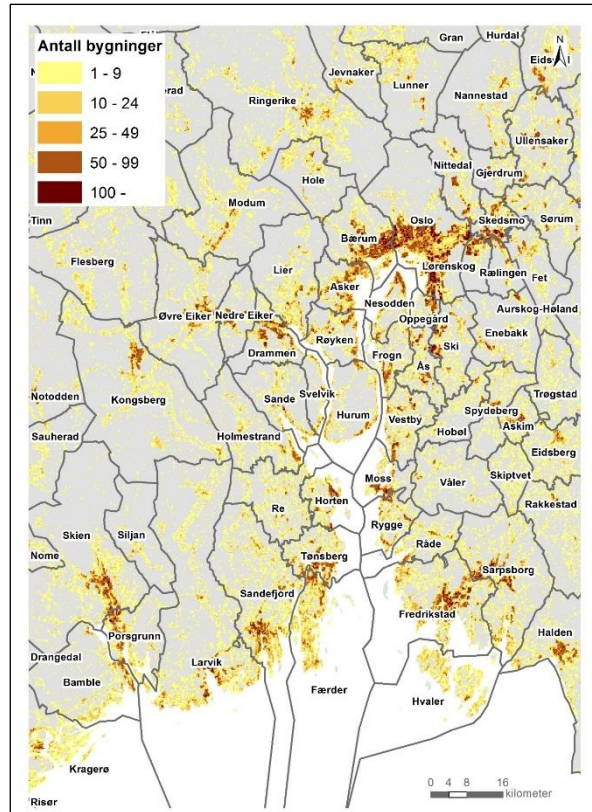 Antall bygninger
1 - 9
10 - 24
25 - 49
50 - 99
100 -
N
Gran
Hurdal
Jevnaker
Lunner
Nannestad
Ringerike
Ullensaker
Nittedal
Gjerdrum
Hole
Modum
Oslo
Skedsmo
Sørum
Tinn
Bærum
Flesberg
Lier
Lørenskog
Rælingen
Fet
Asker
Nesodden
Aurskog-Høland
Øvre Eiker
Nedre Eiker
Oppegård
Enebakk
Røyken
Frogn
Ski
Drammen
Ås
Trøgstad
Notodden
Kongsberg
Sande
Svelvik
Hurum
Vestby
Spydeberg
Askim
Sauherad
Holmestrand
Hobøl
Eidsberg
Moss
Våler
Skiptvet
Horten
Rakkestad
Re
Rygge
Skien
Siljan
Råde
Nome
Tønsberg
Sarpsborg
Sandefjord
Fredrikstad
Halden
Porsgrunn
Drangedal
Larvik
Bamble
Færder
Hvaler
Kragerø
0 4 8 16
kilometer
Risør